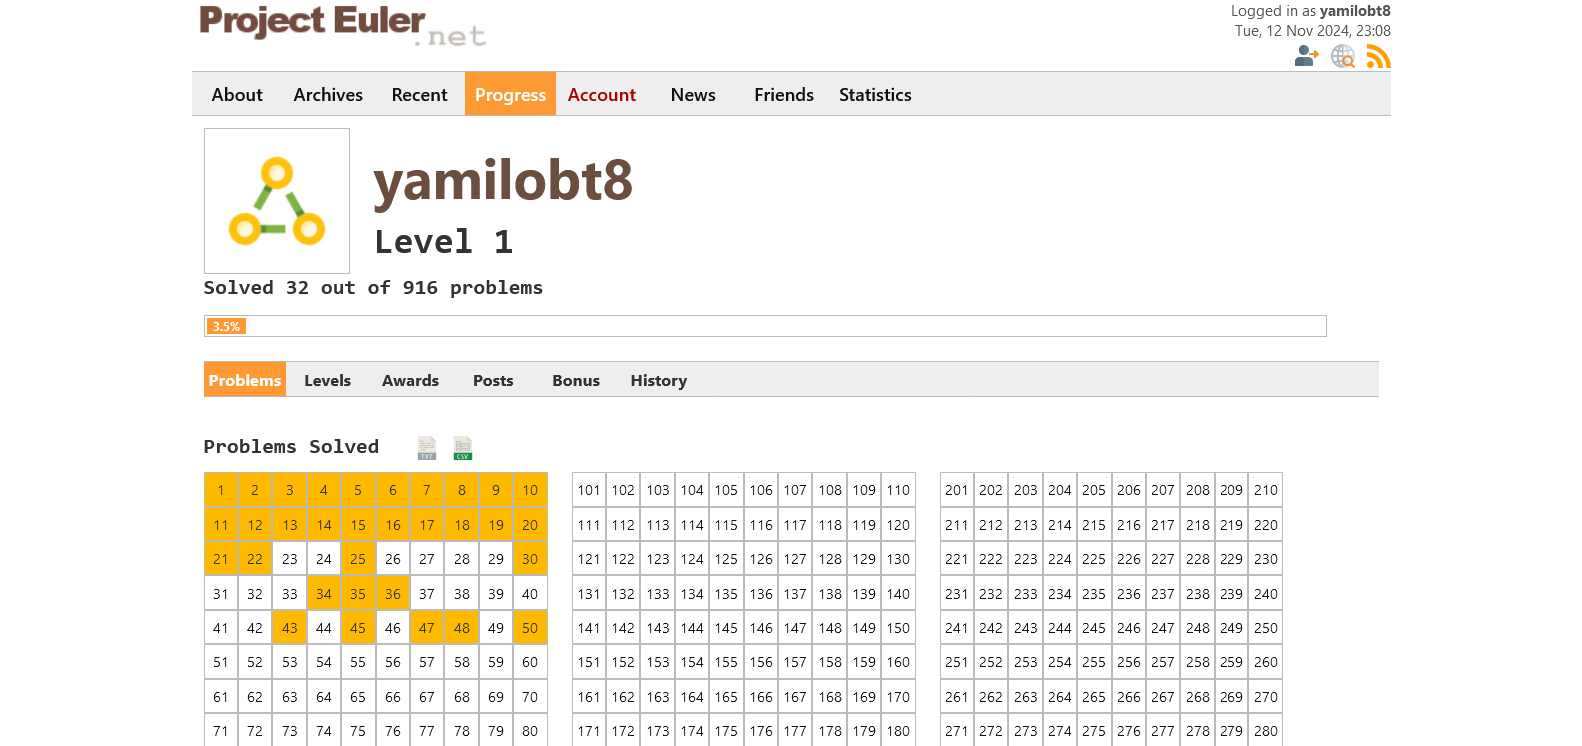 Project Euler
.net
Logged in as yamilobt8
Tue, 12 Nov 2024, 23:08
About Archives Recent Progress Account News Friends Statistics
yamilobt8
Level 1
Solved 32 out of 916 problems
3.5%
Problems Levels Awards Posts Bonus History
Problems Solved TXT CSV
1 2 3 4 5 6 7 8 9 10 101 102 103 104 105 106 107 108 109 110 201 202 203 204 205 206 207 208 209 210
11 12 13 14 15 16 17 18 19 20 111 112 113 114 115 116 117 118 119 120 211 212 213 214 215 216 217 218 219 220
21 22 23 24 25 26 27 28 29 30 121 122 123 124 125 126 127 128 129 130 221 222 223 224 225 226 227 228 229 230
31 32 33 34 35 36 37 38 39 40 131 132 133 134 135 136 137 138 139 140 231 232 233 234 235 236 237 238 239 240
41 42 43 44 45 46 47 48 49 50 141 142 143 144 145 146 147 148 149 150 241 242 243 244 245 246 247 248 249 250
51 52 53 54 55 56 57 58 59 60 151 152 153 154 155 156 157 158 159 160 251 252 253 254 255 256 257 258 259 260
61 62 63 64 65 66 67 68 69 70 161 162 163 164 165 166 167 168 169 170 261 262 263 264 265 266 267 268 269 270
71 72 73 74 75 76 77 78 79 80 171 172 173 174 175 176 177 178 179 180 271 272 273 274 275 276 277 278 279 280